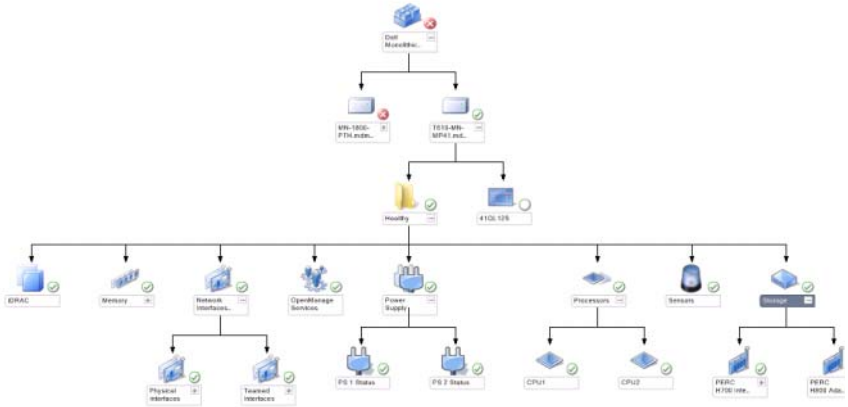 Dell
Monolithic..
MN-1800-
PTH.mdm..
T610-MN-
MP41.md..
Healthy
41QL12S
iDRAC
Memory
Network
Interfaces..
OpenManage
Services.
Power
Supply
Processors
Sensors
Storage
Physical
Interfaces
Teamed
Interfaces
PS 1 Status
PS 2 Status
CPU1
CPU2
PERC
H700 Inte..
PERC
H800 Ada..